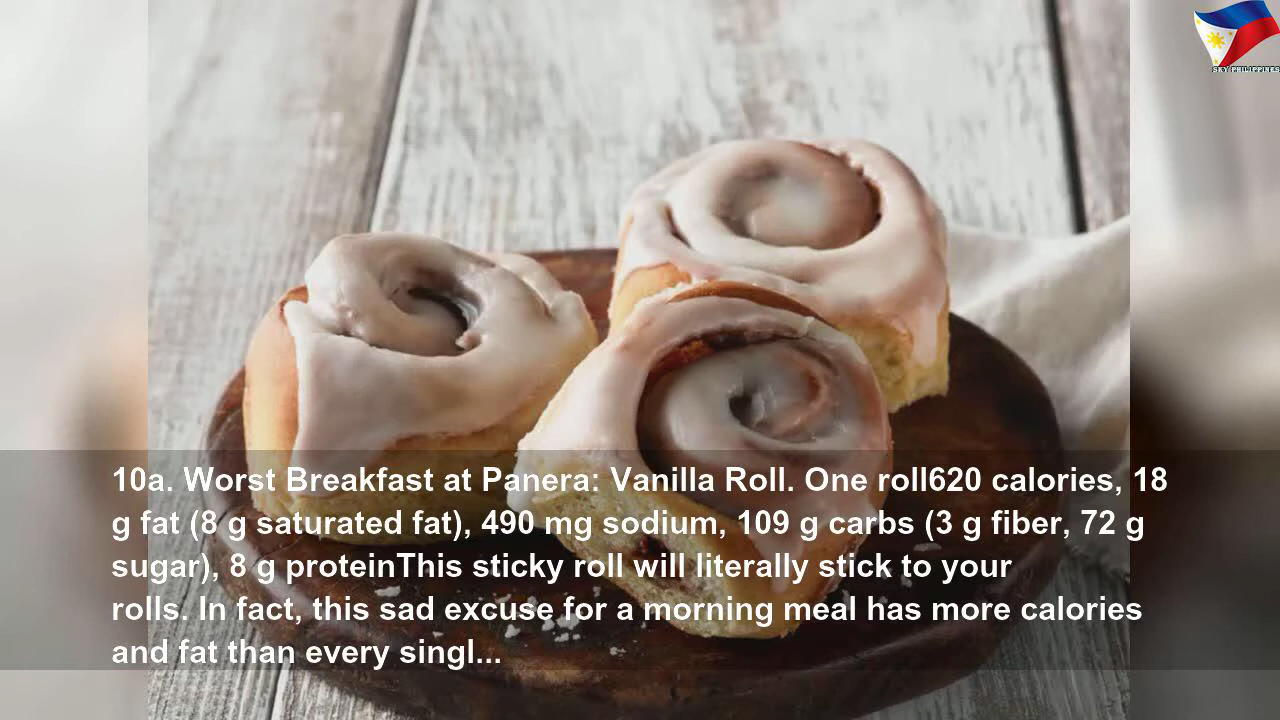 SKY PHILIPPINES
10a. Worst Breakfast at Panera: Vanilla Roll. One roll620 calories, 18
g fat (8 g saturated fat), 490 mg sodium, 109 g carbs (3 g fiber, 72 g
sugar), 8 g proteinThis sticky roll will literally stick to your
rolls. In fact, this sad excuse for a morning meal has more calories
and fat than every singl...